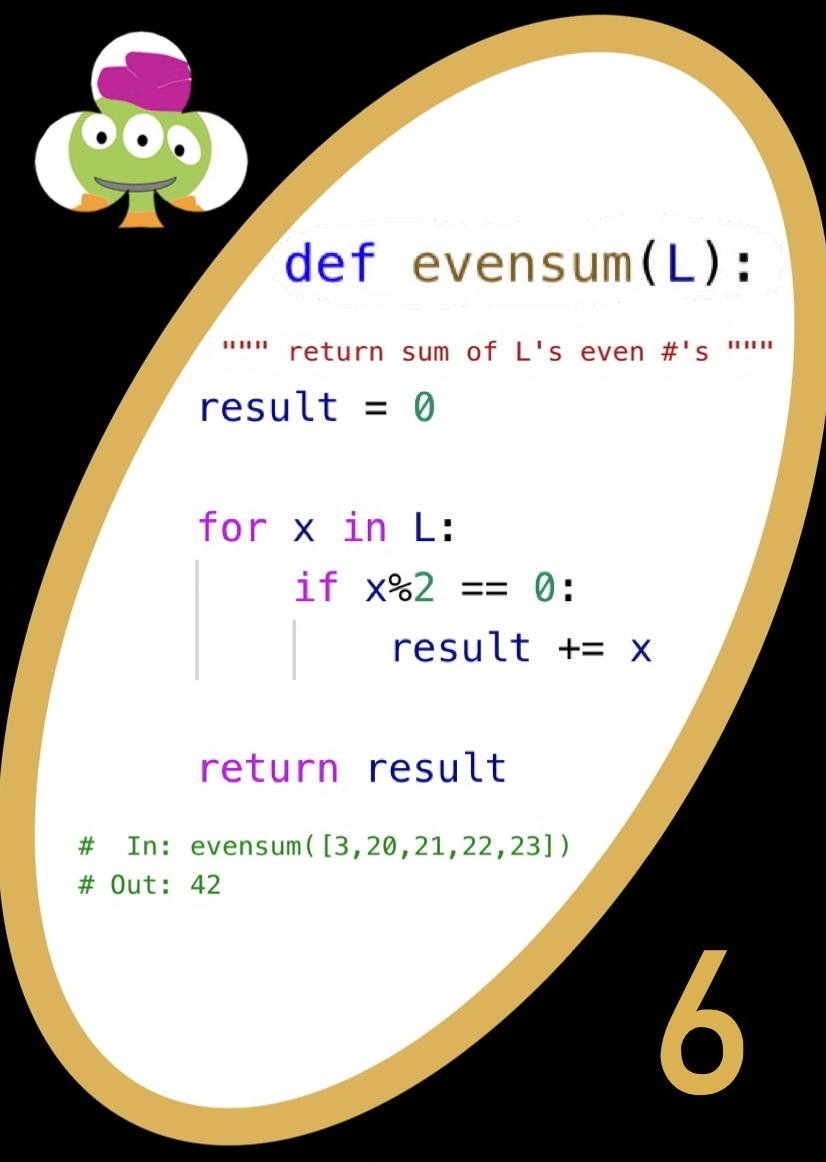 def evensum(L):
""" return sum of L's even #'s """
result = 0
for x in L:
if x%2 == 0:
result += x
return result
#  In: evensum([3,20,21,22,23])
# Out: 42
6